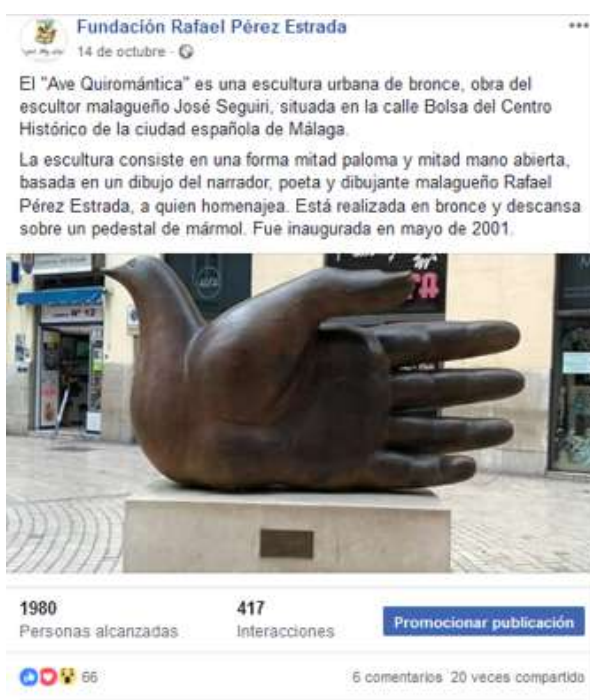 Fundación Rafael Pérez Estrada
14 de octubre ·
El "Ave Quiromántica" es una escultura urbana de bronce, obra del
escultor malagueño José Seguiri, situada en la calle Bolsa del Centro
Histórico de la ciudad española de Málaga.
La escultura consiste en una forma mitad paloma y mitad mano abierta,
basada en un dibujo del narrador, poeta y dibujante malagueño Rafael
Pérez Estrada, a quien homenajea. Está realizada en bronce y descansa
sobre un pedestal de mármol. Fue inaugurada en mayo de 2001.
Nº 12
1980
Personas alcanzadas
417
Interacciones
Promocionar publicación
66
6 comentarios 20 veces compartido